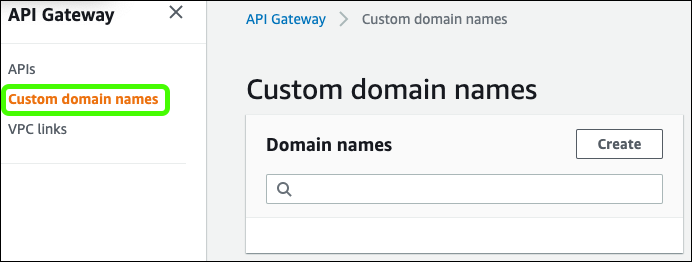 API Gateway
APIs
Custom domain names
VPC links
API Gateway > Custom domain names
Custom domain names
Domain names
Create